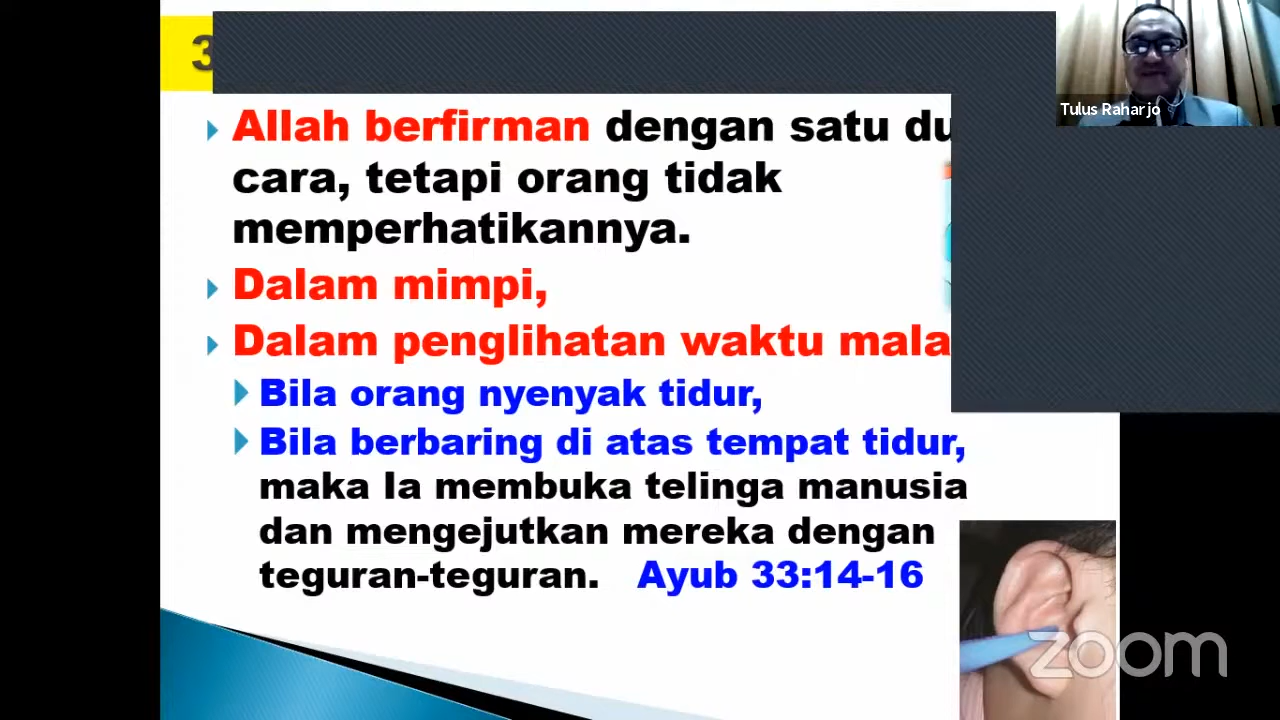 3
Tulus Raharjo
Allah berfirman dengan satu du
cara, tetapi orang tidak
memperhatikannya.
Dalam mimpi,
Dalam penglihatan waktu mala
Bila orang nyenyak tidur,
Bila berbaring di atas tempat tidur,
maka Ia membuka telinga manusia
dan mengejutkan mereka dengan
teguran-teguran. Ayub 33:14-16
zoom